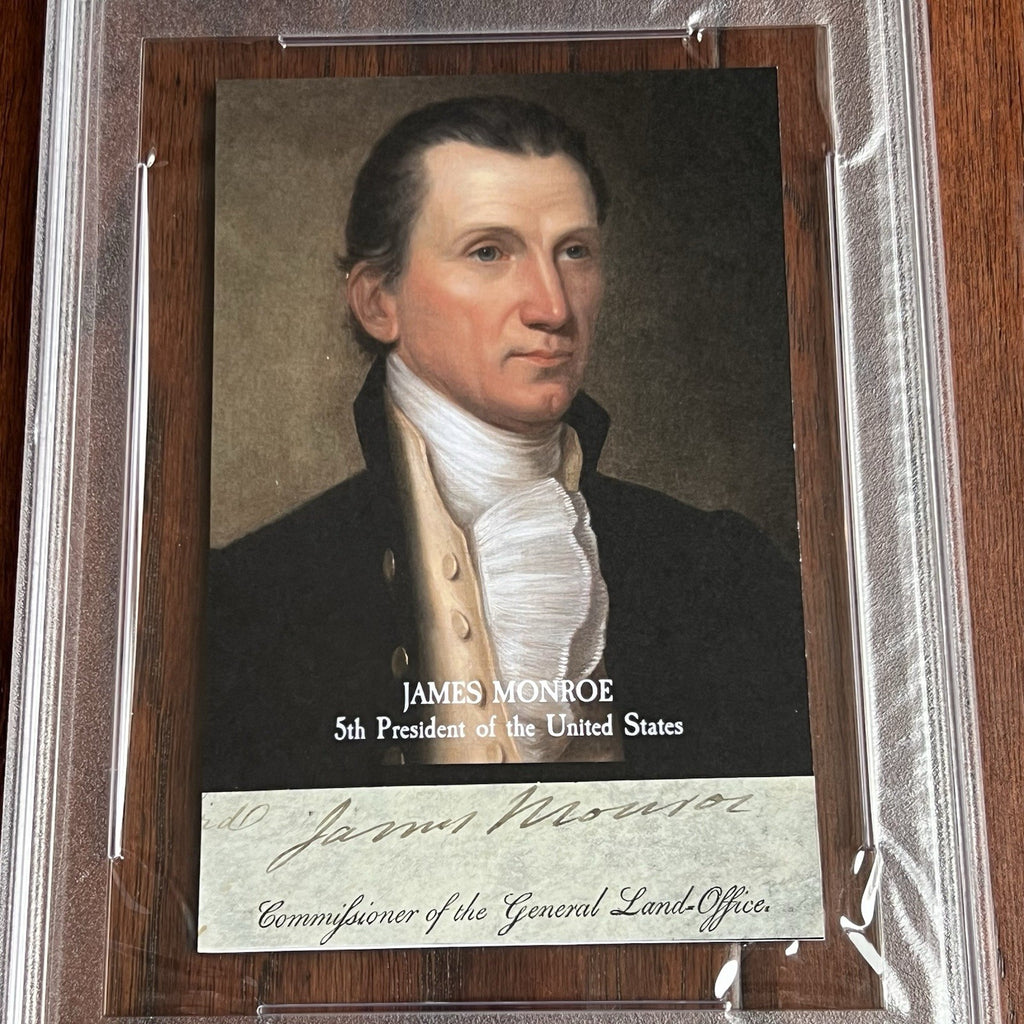 JAMES MONROE
5th President of the United States
James Monroe
Commiſsioner of the General Land-Office.